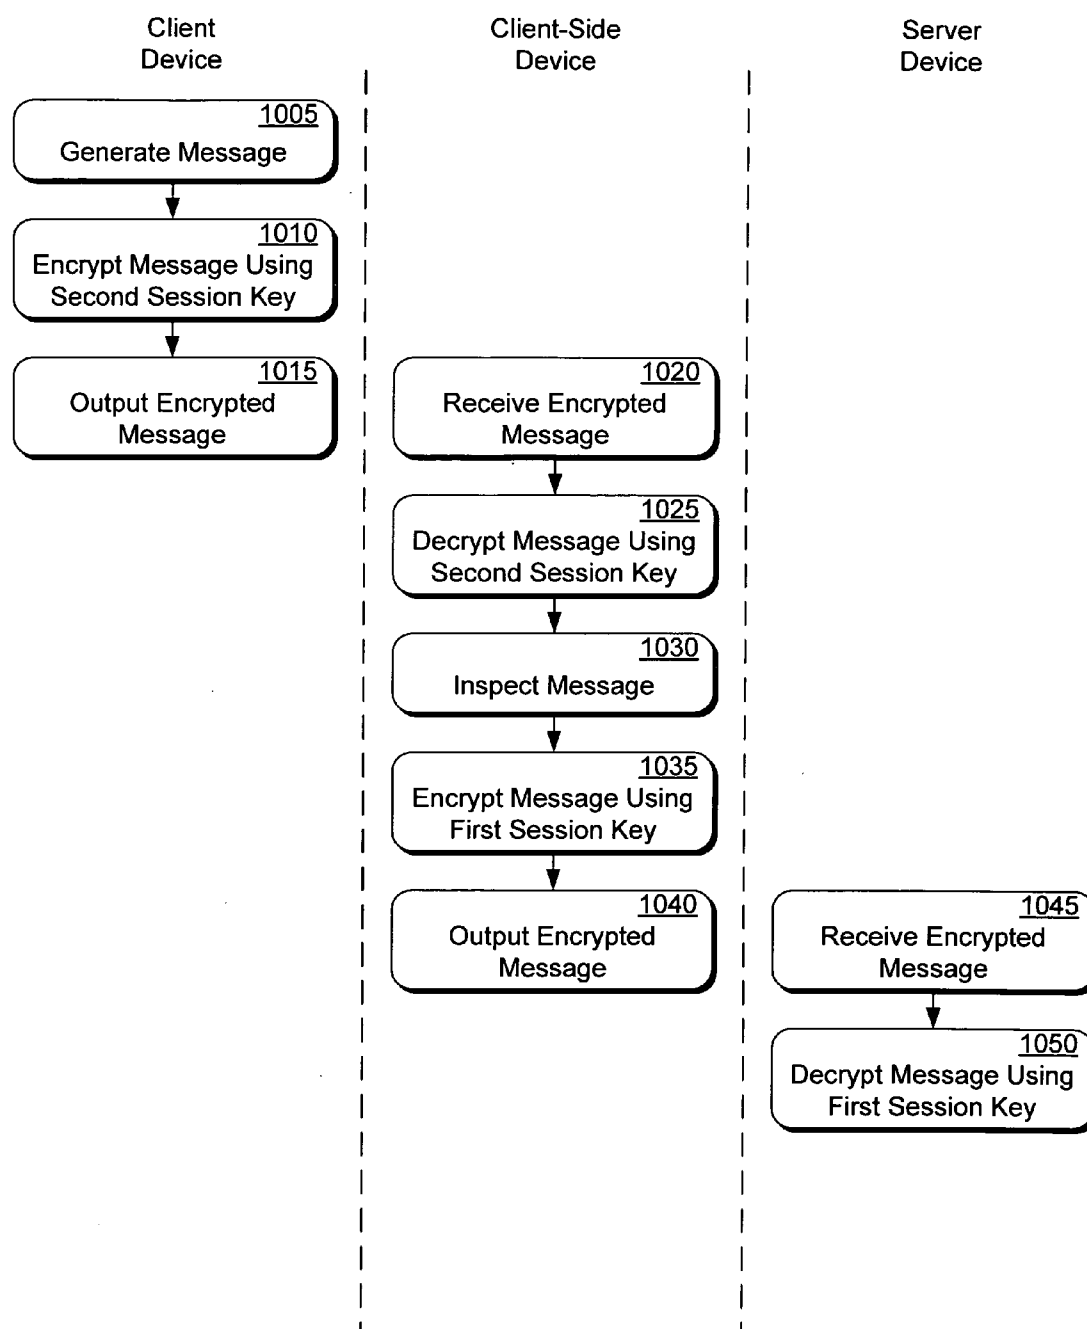 Client
Device
Client-Side
Device
Server
Device
1005
Generate Message
1010
Encrypt Message Using
Second Session Key
1015
Output Encrypted
Message
1020
Receive Encrypted
Message
1025
Decrypt Message Using
Second Session Key
1030
Inspect Message
1035
Encrypt Message Using
First Session Key
1040
Output Encrypted
Message
1045
Receive Encrypted
Message
1050
Decrypt Message Using
First Session Key